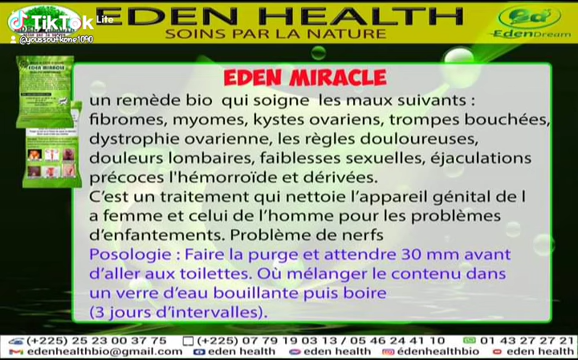 TikTok Lite
@youssoufkone1090
EDEN HEALTH
SOINS PAR LA NATURE
EdenDream
EDEN MIRACLE
un remède bio qui soigne les maux suivants :
fibromes, myomes, kystes ovariens, trompes bouchées,
dystrophie ovarienne, les règles douloureuses,
douleurs lombaires, faiblesses sexuelles, éjaculations
précoces l'hémorroïde et dérivées.
C'est un traitement qui nettoie l'appareil génital de l
a femme et celui de l'homme pour les problèmes
d'enfantements. Problème de nerfs
Posologie : Faire la purge et attendre 30 mm avant
d'aller aux toilettes. Où mélanger le contenu dans
un verre d'eau bouillante puis boire
(3 jours d'intervalles).
(+225) 25 23 00 37 75 (+225) 07 79 19 03 13 / 05 46 24 41 10 01 43 27 27 21
edenhealthbio@gmail.com eden health eden health eden health eden health